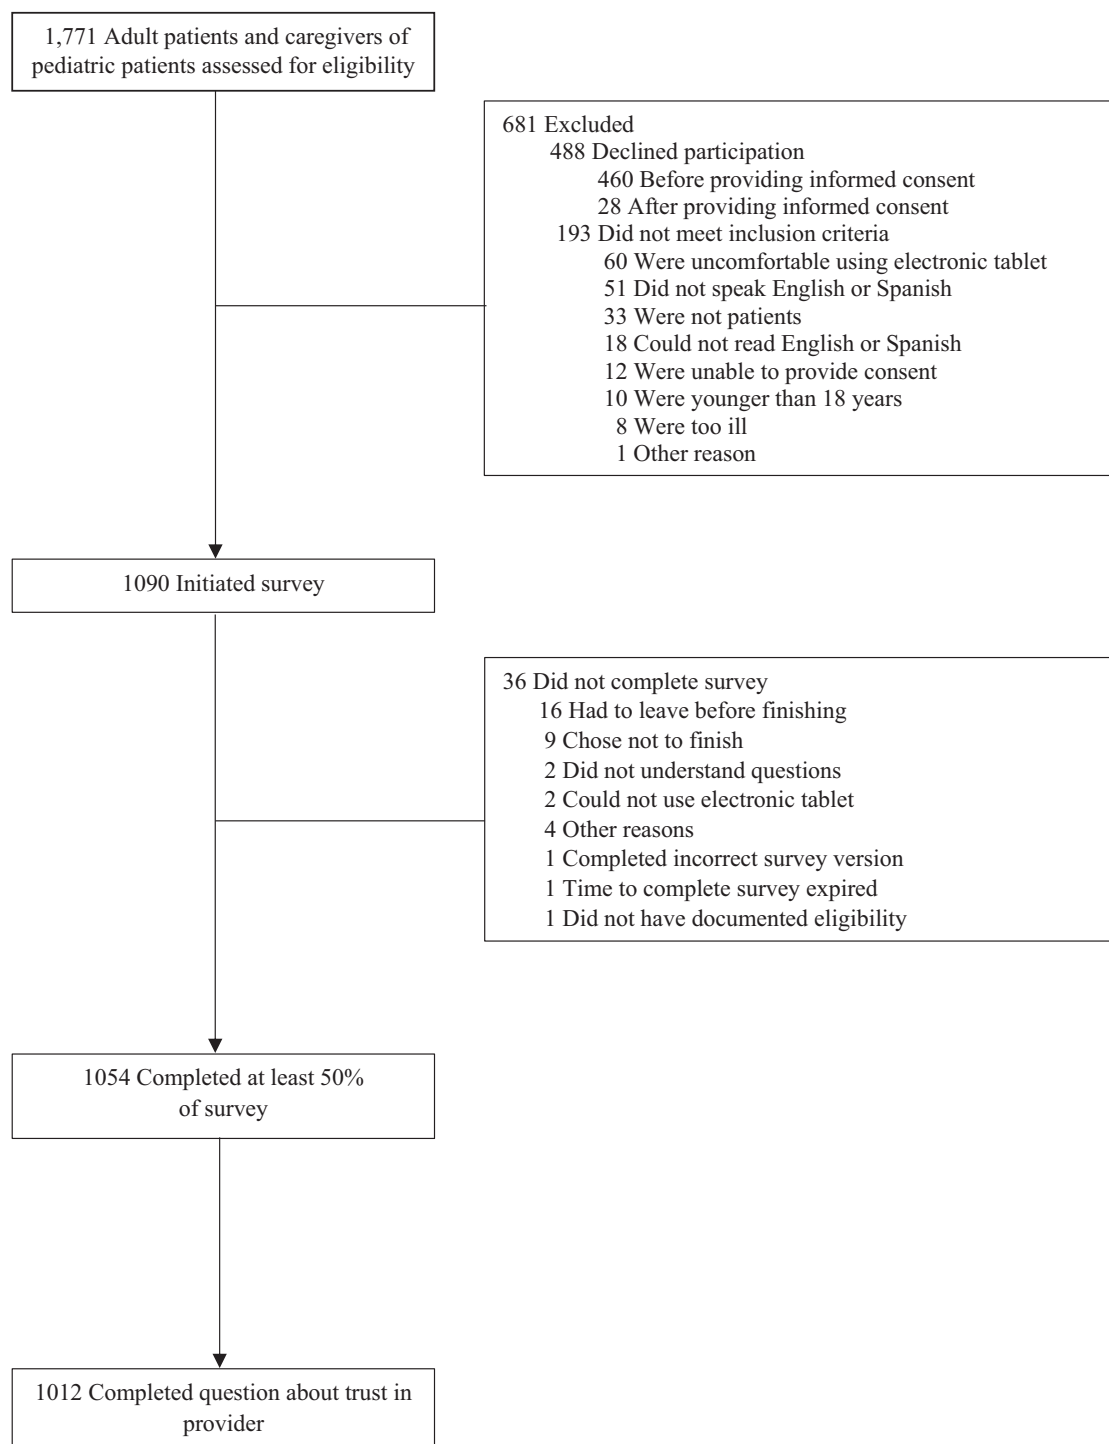 1,771 Adult patients and caregivers of
pediatric patients assessed for eligibility
681 Excluded
488 Declined participation
460 Before providing informed consent
28 After providing informed consent
193 Did not meet inclusion criteria
60 Were uncomfortable using electronic tablet
51 Did not speak English or Spanish
33 Were not patients
18 Could not read English or Spanish
12 Were unable to provide consent
10 Were younger than 18 years
8 Were too ill
1 Other reason
1090 Initiated survey
36 Did not complete survey
16 Had to leave before finishing
9 Chose not to finish
2 Did not understand questions
2 Could not use electronic tablet
4 Other reasons
1 Completed incorrect survey version
1 Time to complete survey expired
1 Did not have documented eligibility
1054 Completed at least 50%
of survey
1012 Completed question about trust in
provider